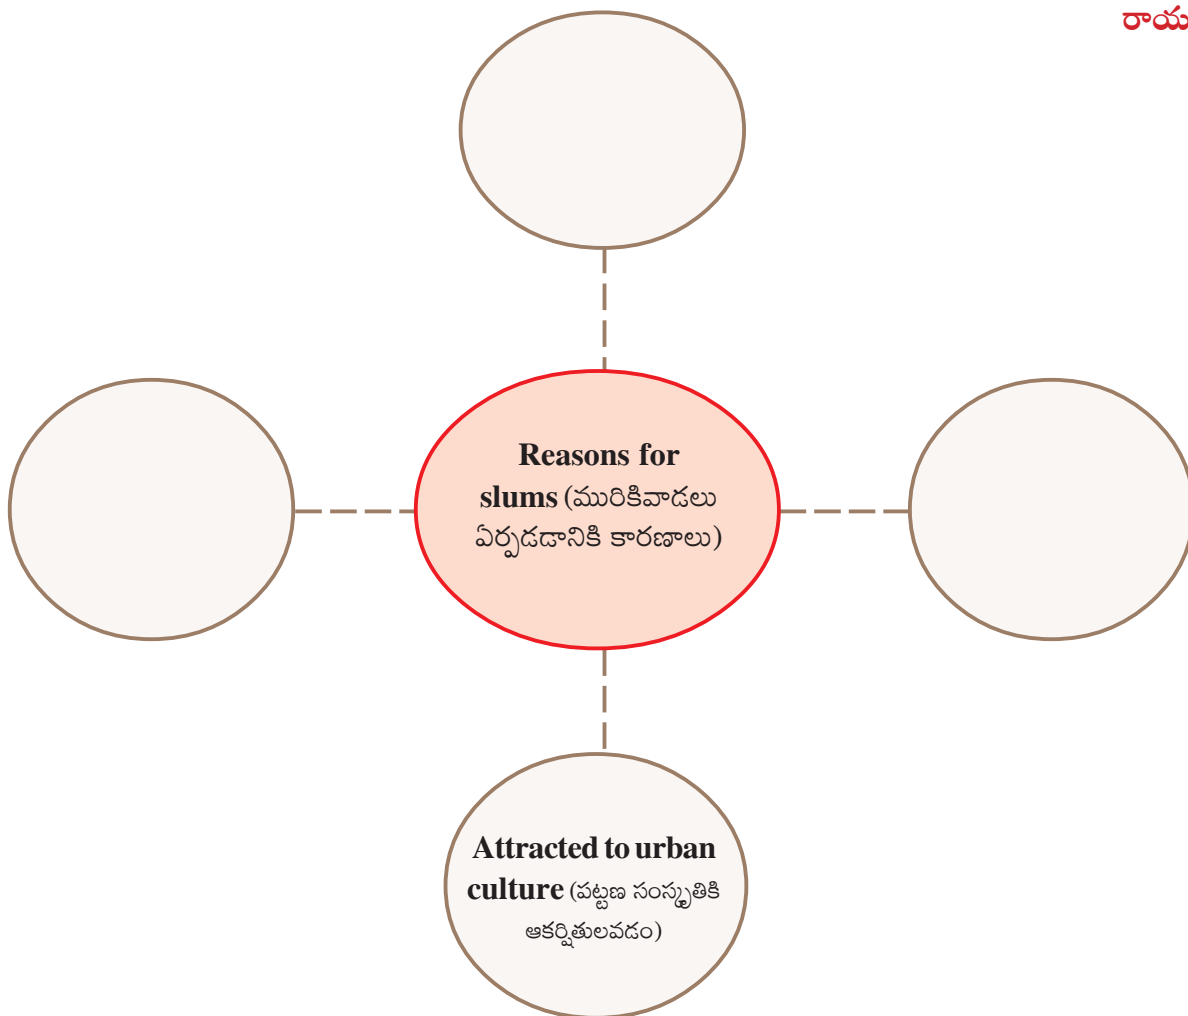 రాయ
Reasons for
slums (మురికివాడలు
ఏర్పడడానికి కారణాలు)
Attracted to urban
culture (పట్టణ సంస్కృతికి
ఆకర్షితులవడం)